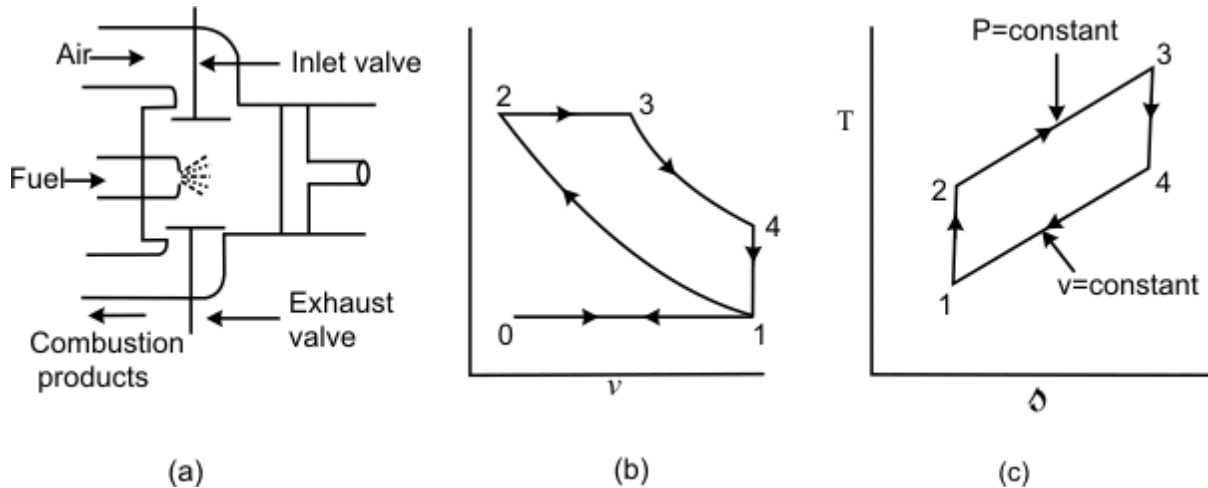 Air
Inlet valve
Fuel
Exhaust
valve
Combustion
products
(a)
2
3
4
0
1
v
(b)
P=constant
3
T
2
4
1
v=constant
(c)